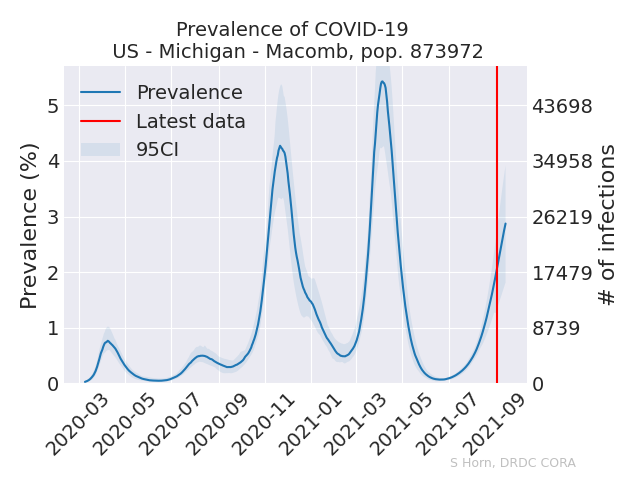 Prevalence of COVID-19
US - Michigan - Macomb, pop. 873972
Prevalence
Latest data
95CI
Prevalence (%)
5
4
3
2
1
0
43698
34958
26219
17479
8739
0
# of infections
2020-03
2020-05
2020-07
2020-09
2020-11
2021-01
2021-03
2021-05
2021-07
2021-09
S Horn, DRDC CORA